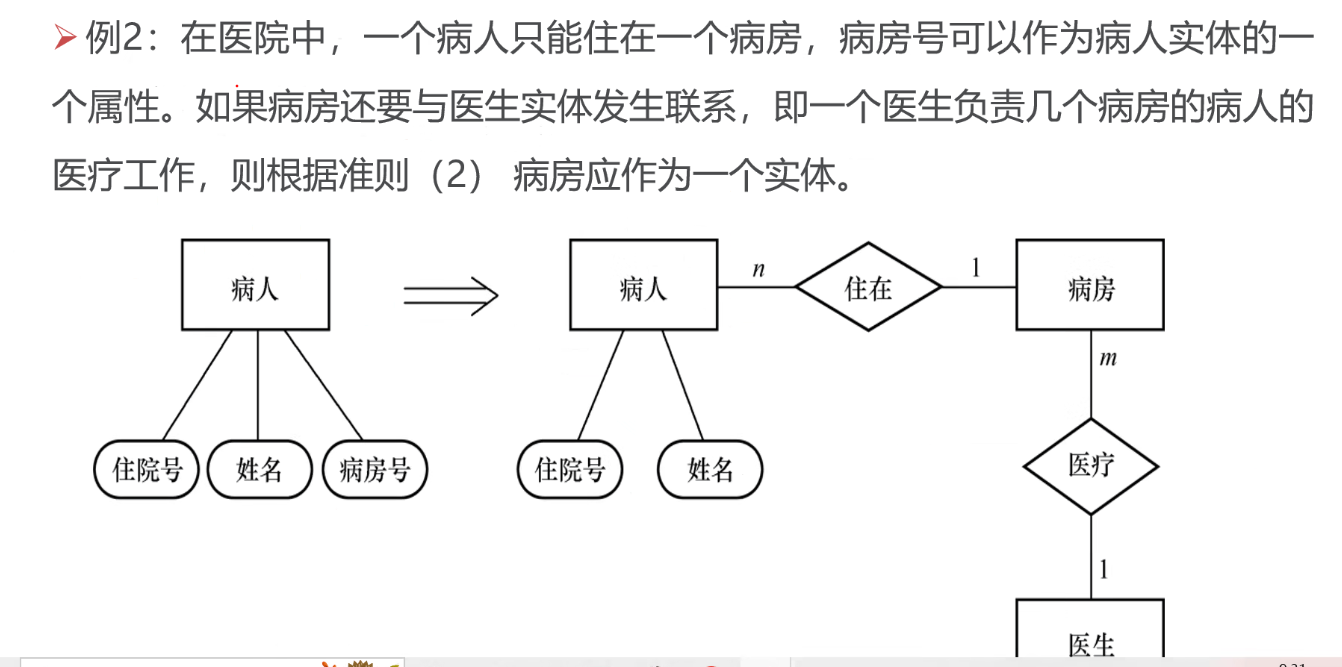 例2：在医院中，一个病人只能住在一个病房，病房号可以作为病人实体的一
个属性。如果病房还要与医生实体发生联系，即一个医生负责几个病房的病人的
医疗工作，则根据准则（2） 病房应作为一个实体。
病人
病人
n
住在
1
病房
m
住院号
姓名
病房号
住院号
姓名
医疗
1
医生